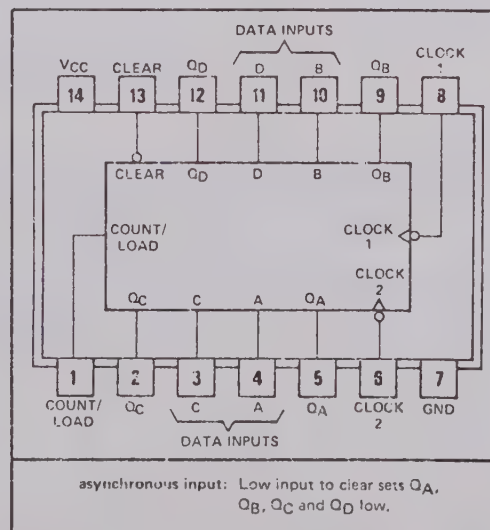 DATA INPUTS
VCC CLEAR QD D B QB CLOCK 1
14 13 12 11 10 9 8
CLEAR QD D B QB
COUNT/
LOAD
CLOCK
1
CLOCK
2
QC C A QA
1 2 3 4 5 6 7
COUNT/
LOAD
QC C A QA CLOCK
2
GND
DATA INPUTS
asynchronous input: Low input to clear sets QA,
QB, QC and QD low.